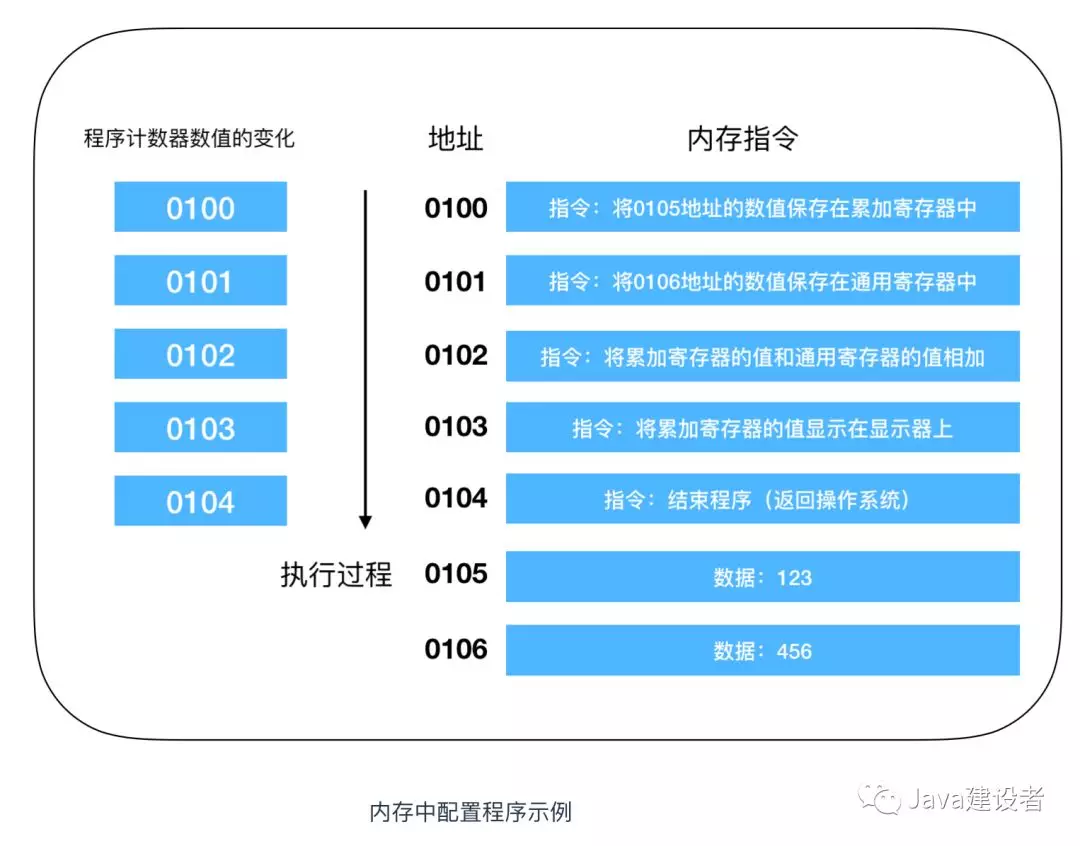 程序计数器数值的变化 地址 内存指令
0100 0100 指令：将0105地址的数值保存在累加寄存器中
0101 0101 指令：将0106地址的数值保存在通用寄存器中
0102 0102 指令：将累加寄存器的值和通用寄存器的值相加
0103 0103 指令：将累加寄存器的值显示在显示器上
0104 0104 指令：结束程序（返回操作系统）
执行过程 0105 数据：123
0106 数据：456
Java建设者
内存中配置程序示例